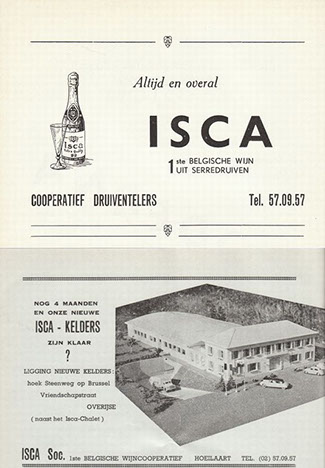 Altijd en overal
Isca
ISCA
1ste BELGISCHE WIJN
UIT SERREDRUIVEN
COOPERATIEF DRUIVENTELERS Tel. 57.09.57
NOG 4 MAANDEN
EN ONZE NIEUWE
ISCA - KELDERS
ZIJN KLAAR
?
LIGGING NIEUWE KELDERS:
hoek Steenweg op Brussel
Vriendschapstraat
OVERIJSE
( naast het Isca-Chalet )
ISCA Soc. 1ste BELGISCHE WIJNCOOPERATIEF HOEILAART TEL. (02) 57.09.57